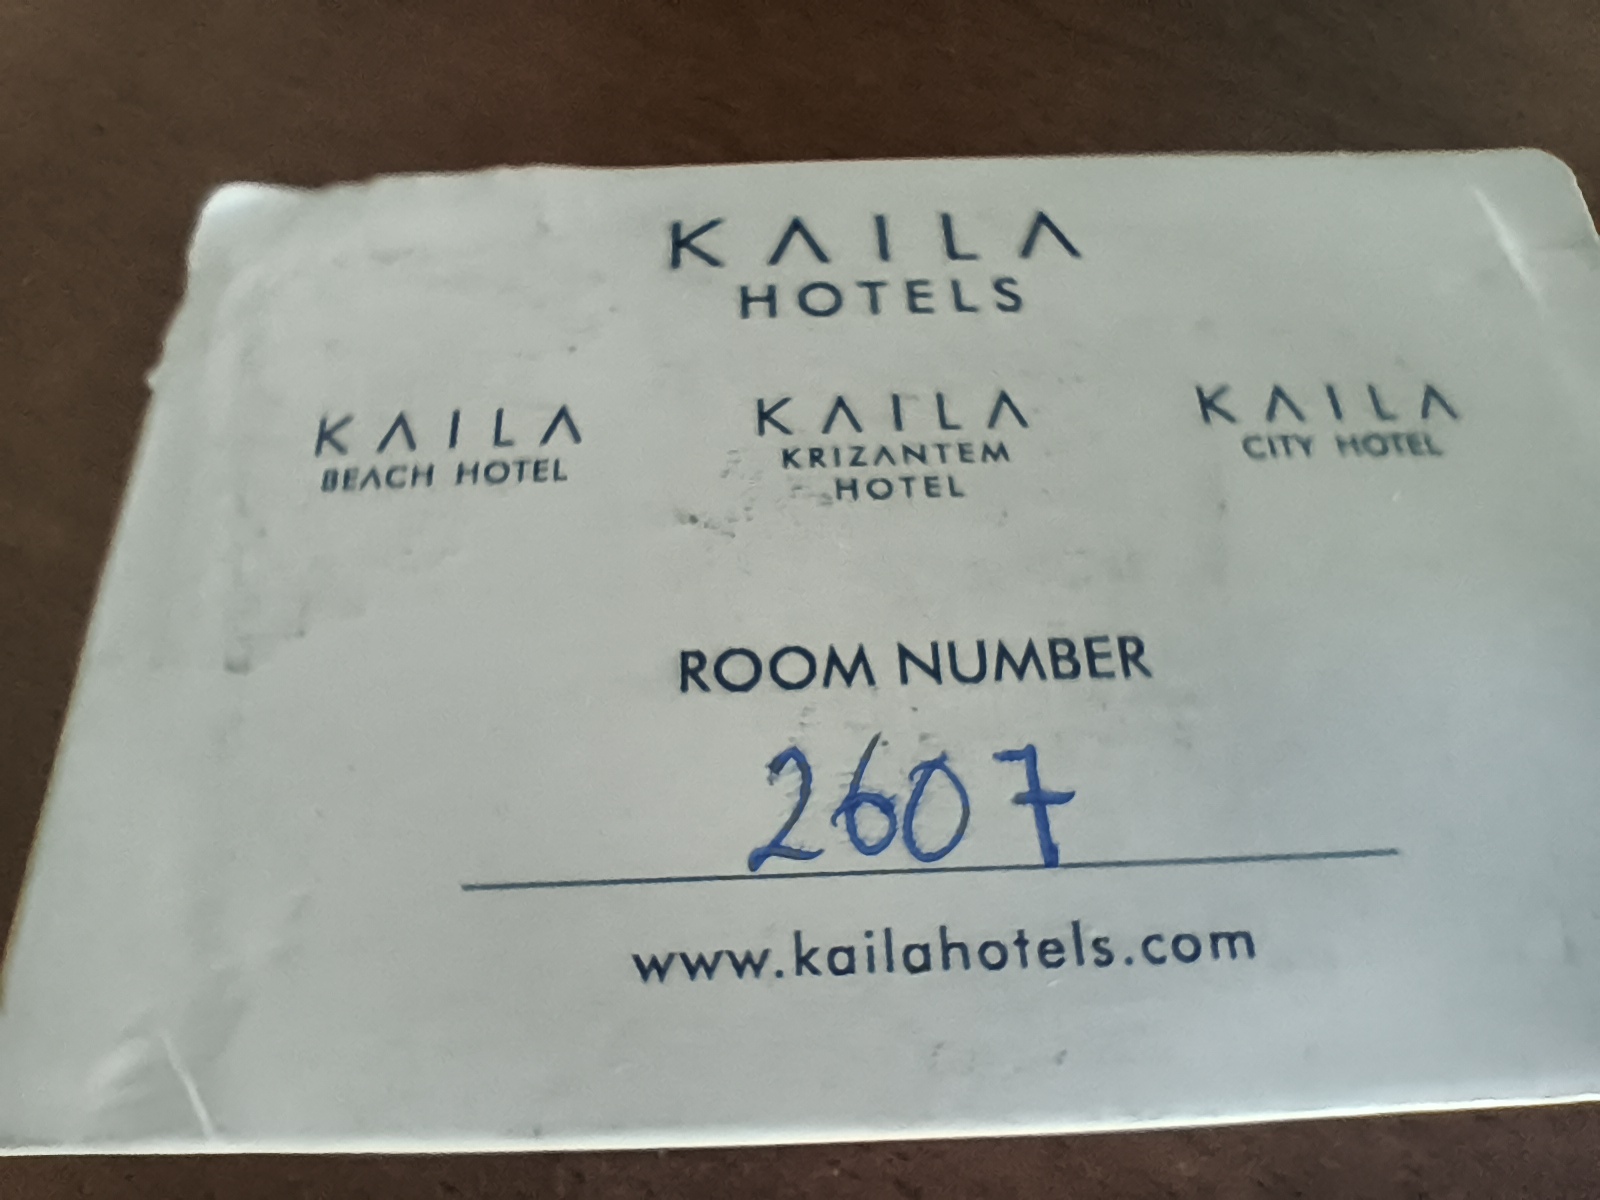 KAILA
HOTELS
KAILA
BEACH HOTEL
KAILA
KRIZANTEM
HOTEL
KAILA
CITY HOTEL
ROOM NUMBER
2607
www.kailahotels.com